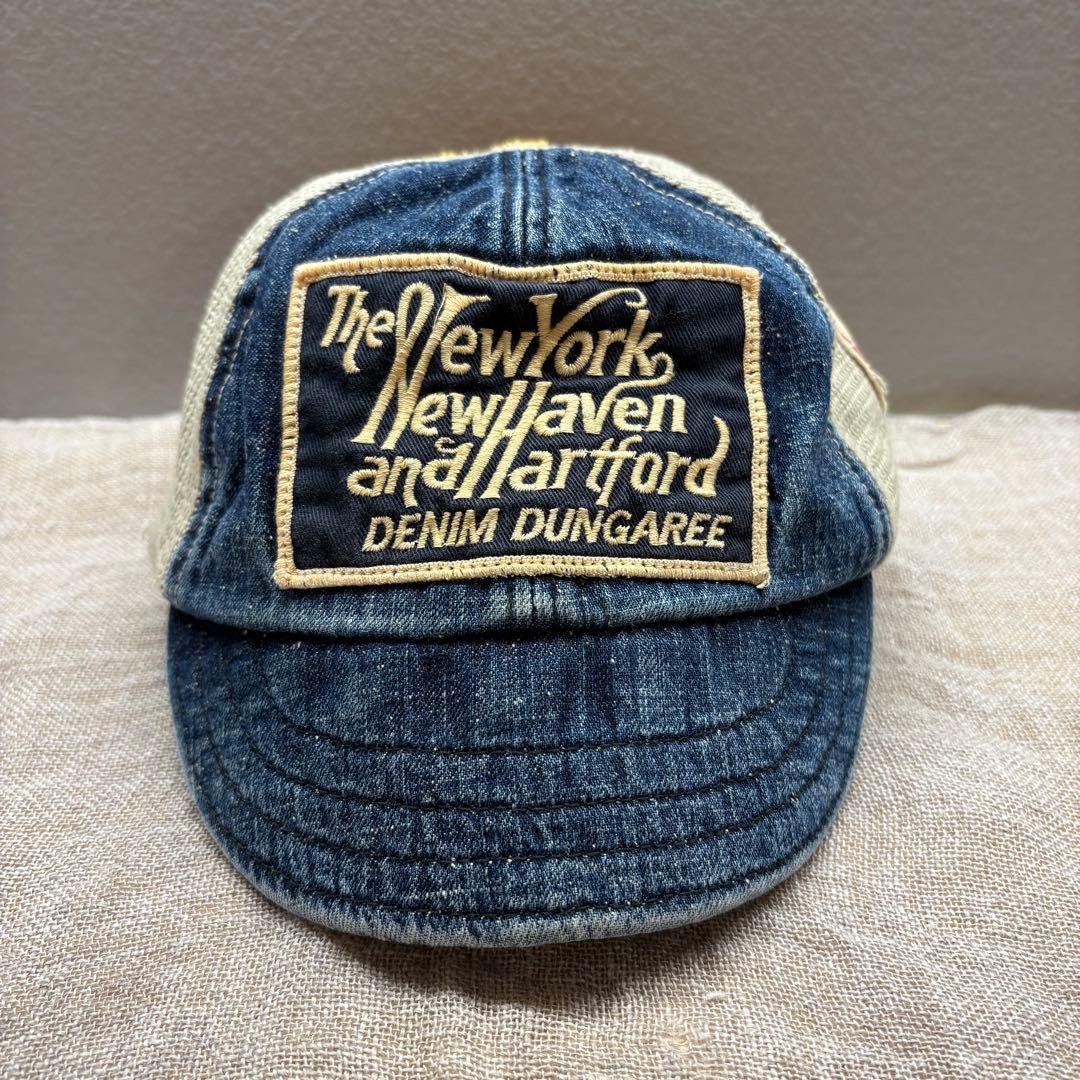 The New York
New Haven
and Hartford
DENIM DUNGAREE